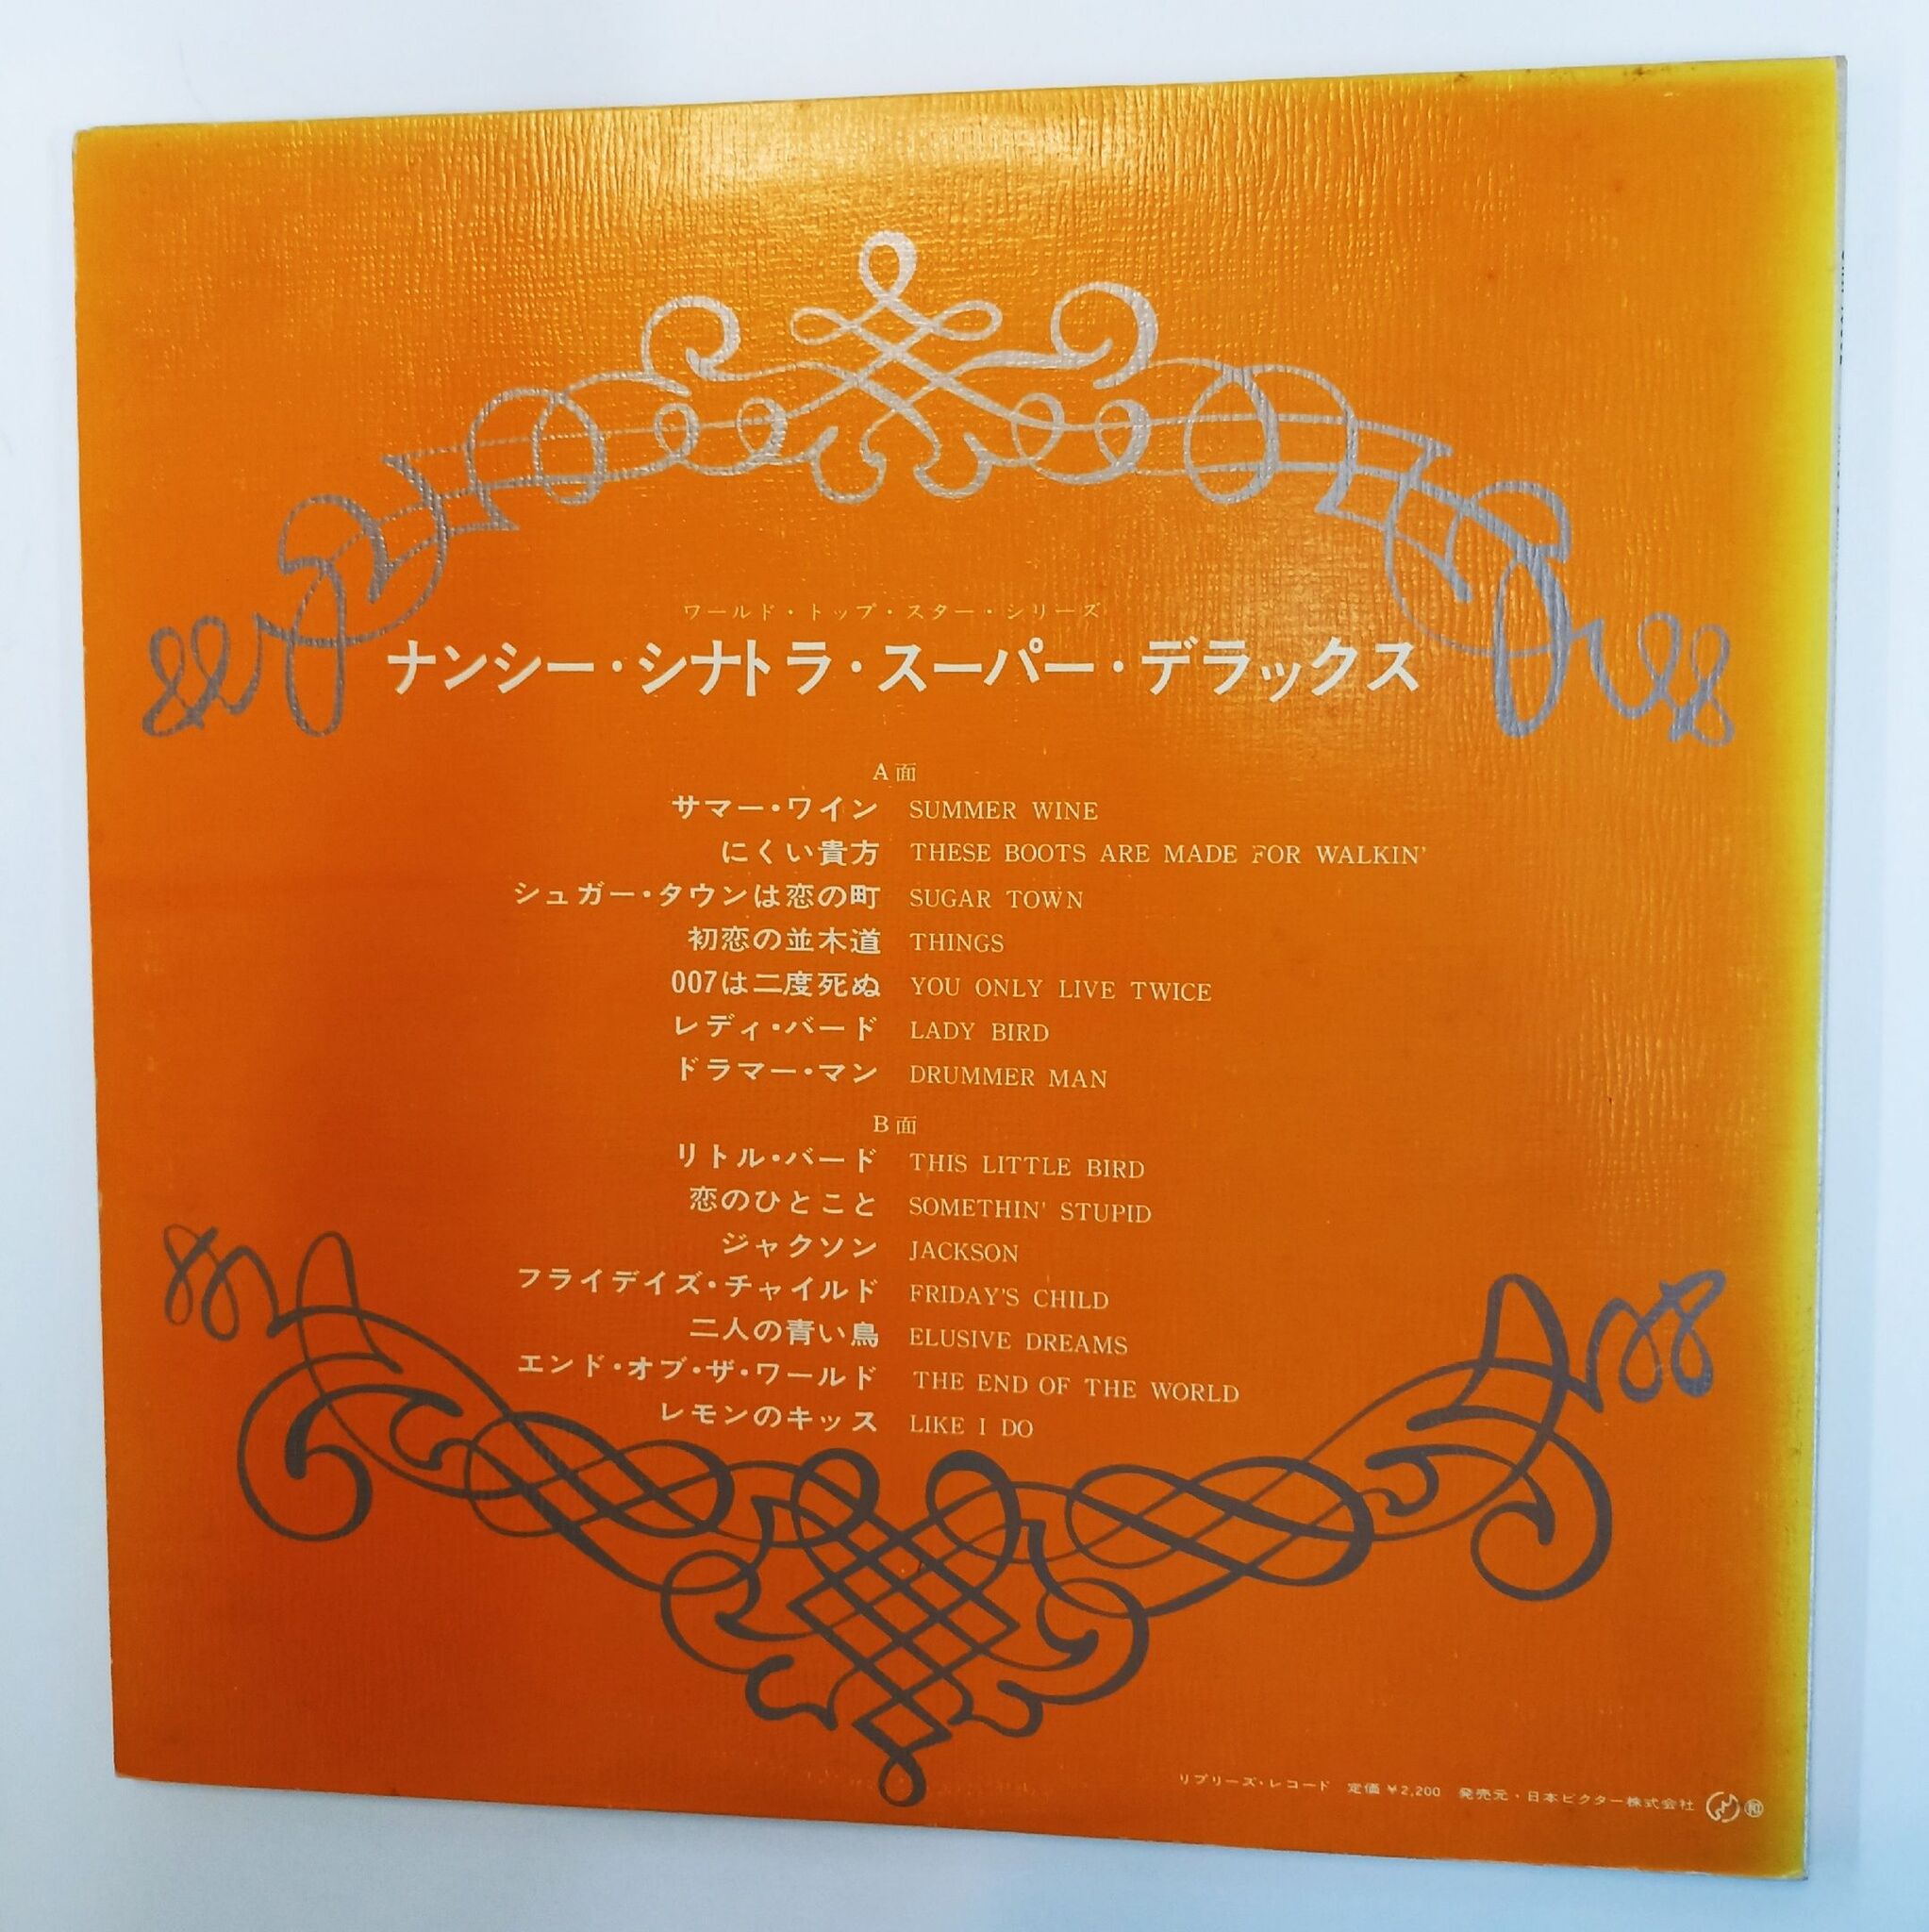 ワールド・トップ・スター・シリーズ
ナンシー・シナトラ・スーパー・デラックス
A面
サマー・ワイン SUMMER WINE
にくい貴方 THESE BOOTS ARE MADE FOR WALKIN'
シュガー・タウンは恋の町 SUGAR TOWN
初恋の並木道 THINGS
007は二度死ぬ YOU ONLY LIVE TWICE
レディ・バード LADY BIRD
ドラマー・マン DRUMMER MAN
B面
リトル・バード THIS LITTLE BIRD
恋のひとこと SOMETHIN' STUPID
ジャクソン JACKSON
フライデイズ・チャイルド FRIDAY'S CHILD
二人の青い鳥 ELUSIVE DREAMS
エンド・オブ・ザ・ワールド THE END OF THE WORLD
レモンのキッス LIKE I DO
リプリーズ・レコード 定価 ¥2,200 発売元・日本ビクター株式会社